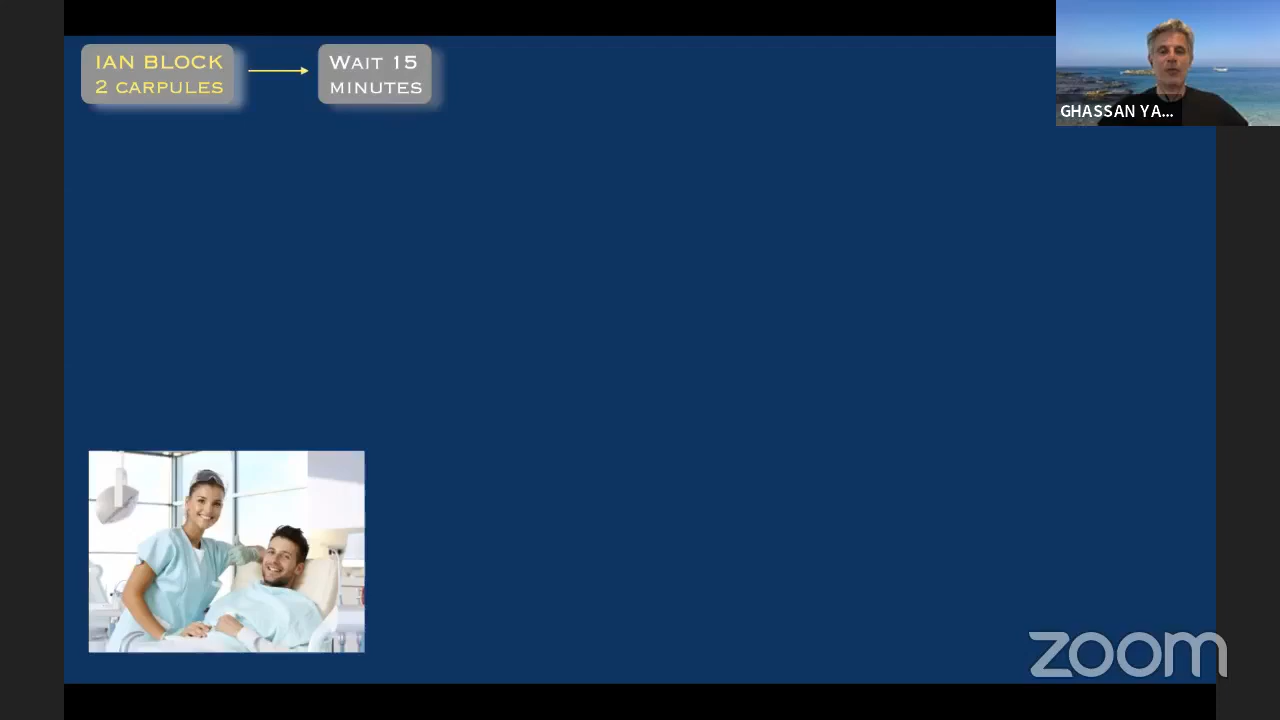 IAN BLOCK
2 CARPULES
WAIT 15
MINUTES
GHASSAN YA...
zoom